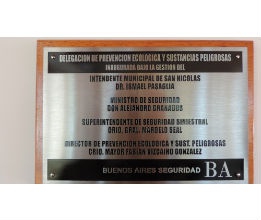 DELEGACION DE PREVENCION ECOLOGICA Y SUSTANCIAS PELIGROSAS
INAUGURADA BAJO LA GESTION DEL
INTENDENTE MUNICIPAL DE SAN NICOLAS
DR. ISMAEL PASAGLIA
MINISTRO DE SEGURIDAD
DON ALEJANDRO GRANADOS
SUPERINTENDENTE DE SEGURIDAD SINIESTRAL
CRIO. GRAL. MARCELO SEAL
DIRECTOR DE PREVENCION ECOLOGICA Y SUST. PELIGROSAS
CRIO. MAYOR FABIAN VIZCAINO GONZALEZ
BUENOS AIRES SEGURIDAD BA